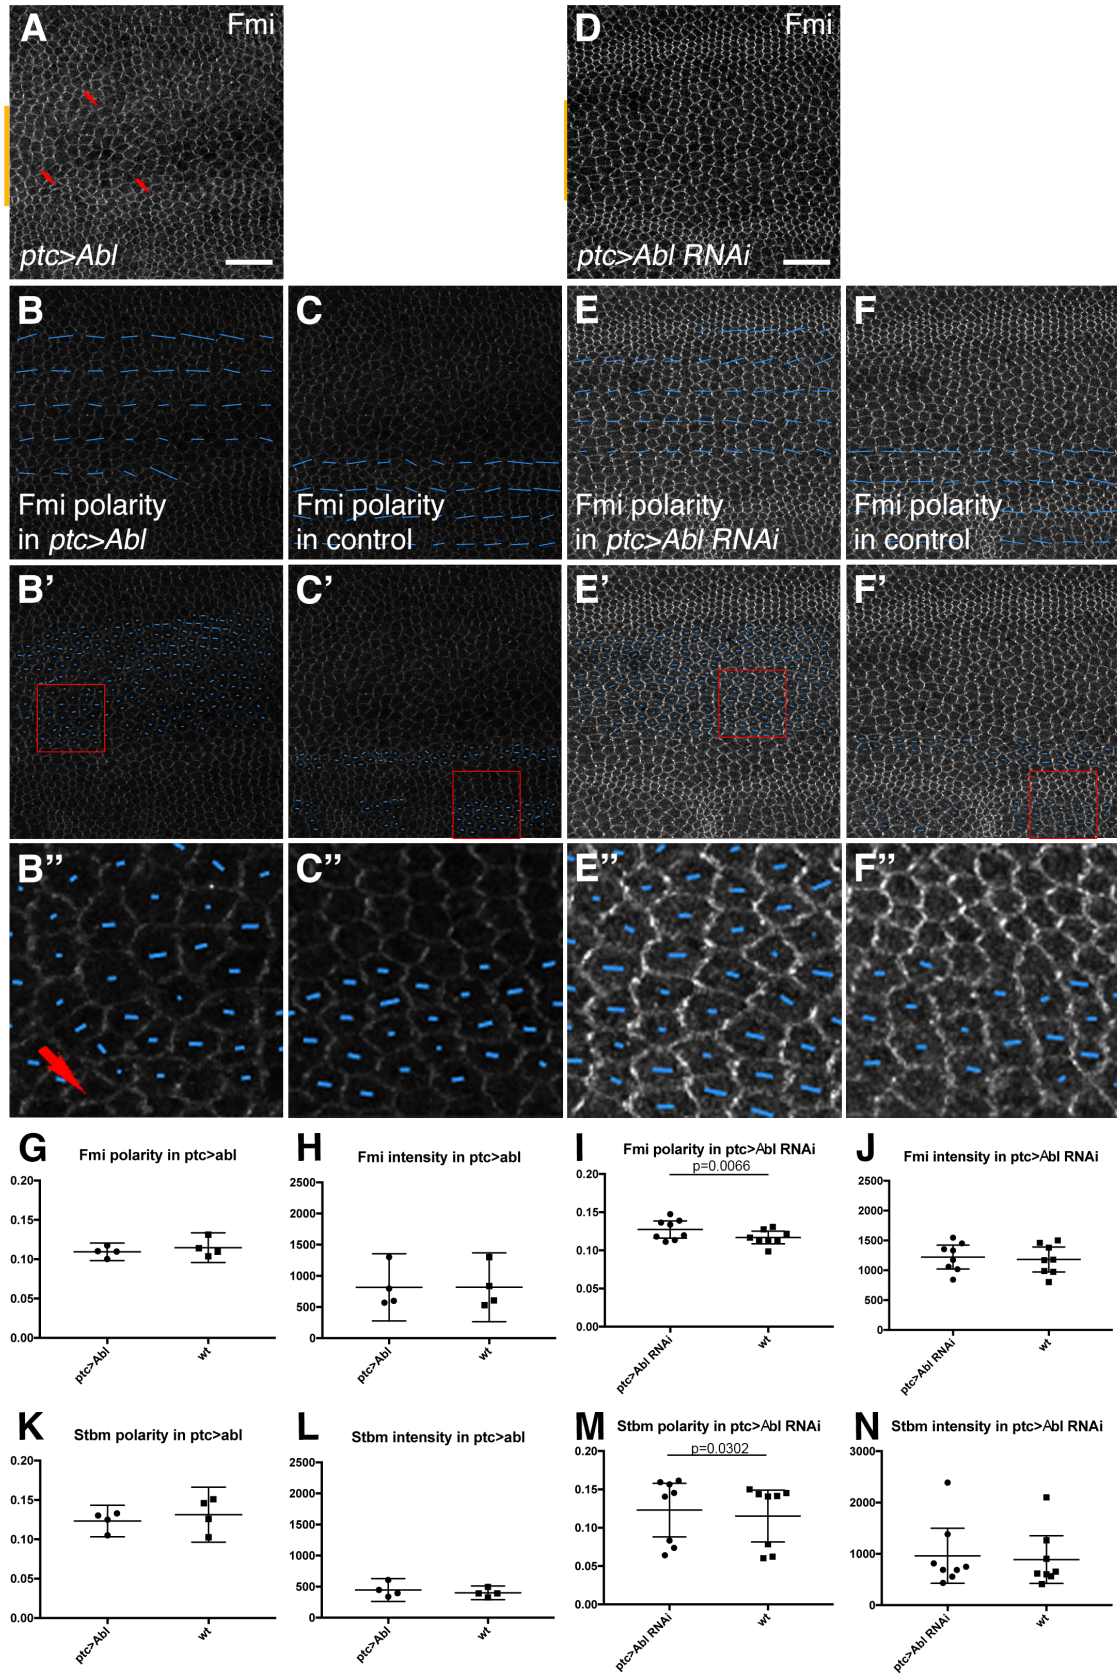 A
Fmi
ptc>Abl
D
Fmi
ptc>Abl RNAi
B
Fmi polarity
in ptc>Abl
C
Fmi polarity
in control
E
Fmi polarity
in ptc>Abl RNAi
F
Fmi polarity
in control
B’
C’
E’
F’
B”
C”
E”
F”
G
Fmi polarity in ptc>abl
0.20
0.15
0.10
0.05
0.00
ptc>Abl
wt
H
Fmi intensity in ptc>abl
2500
2000
1500
1000
500
0
ptc>Abl
wt
I
Fmi polarity in ptc>Abl RNAi
p=0.0066
0.20
0.15
0.10
0.05
0.00
ptc>Abl RNAi
wt
J
Fmi intensity in ptc>Abl RNAi
2500
2000
1500
1000
500
0
ptc>Abl RNAi
wt
K
Stbm polarity in ptc>abl
0.20
0.15
0.10
0.05
0.00
ptc>Abl
wt
L
Stbm intensity in ptc>abl
2500
2000
1500
1000
500
0
ptc>Abl
wt
M
Stbm polarity in ptc>Abl RNAi
p=0.0302
0.20
0.15
0.10
0.05
0.00
ptc>Abl RNAi
wt
N
Stbm intensity in ptc>Abl RNAi
3000
2000
1000
0
ptc>Abl RNAi
wt